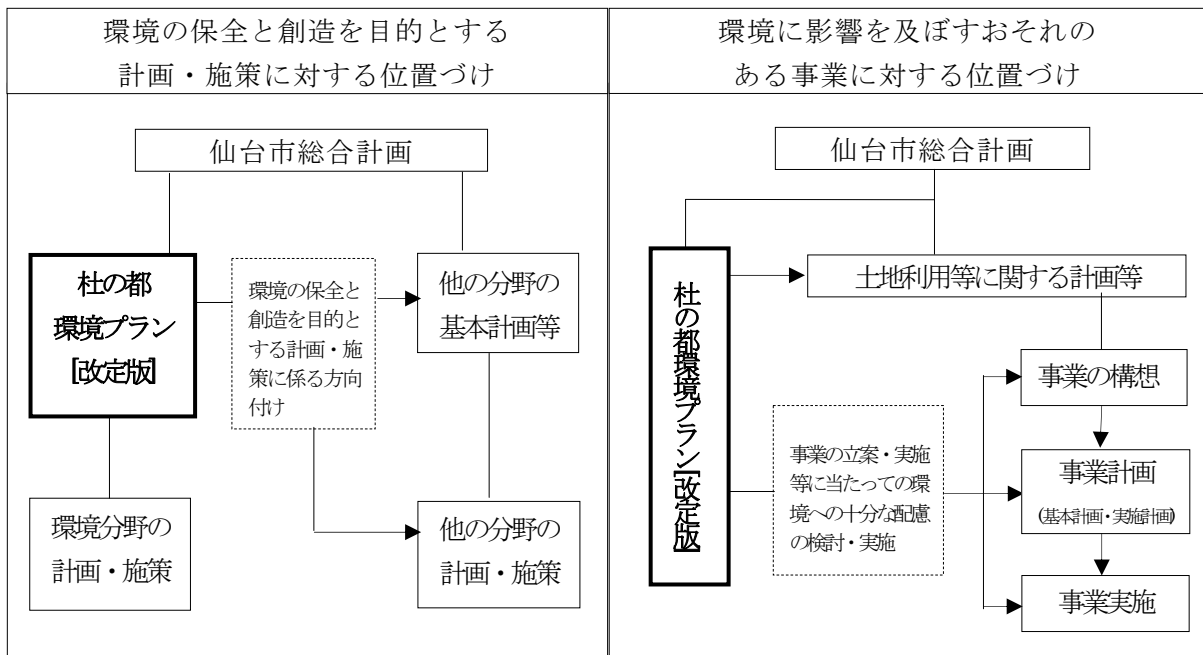 環境の保全と創造を目的とする
計画・施策に対する位置づけ
仙台市総合計画
杜の都
環境プラン
[改定版]
環境の保全と
創造を目的と
する計画・施
策に係る方向
付け
他の分野の
基本計画等
環境分野の
計画・施策
他の分野の
計画・施策
環境に影響を及ぼすおそれの
ある事業に対する位置づけ
仙台市総合計画
杜の都環境プラン[改定版]
土地利用等に関する計画等
事業の立案・実施
等に当たっての環
境への十分な配慮
の検討・実施
事業の構想
事業計画
(基本計画・実施計画)
事業実施